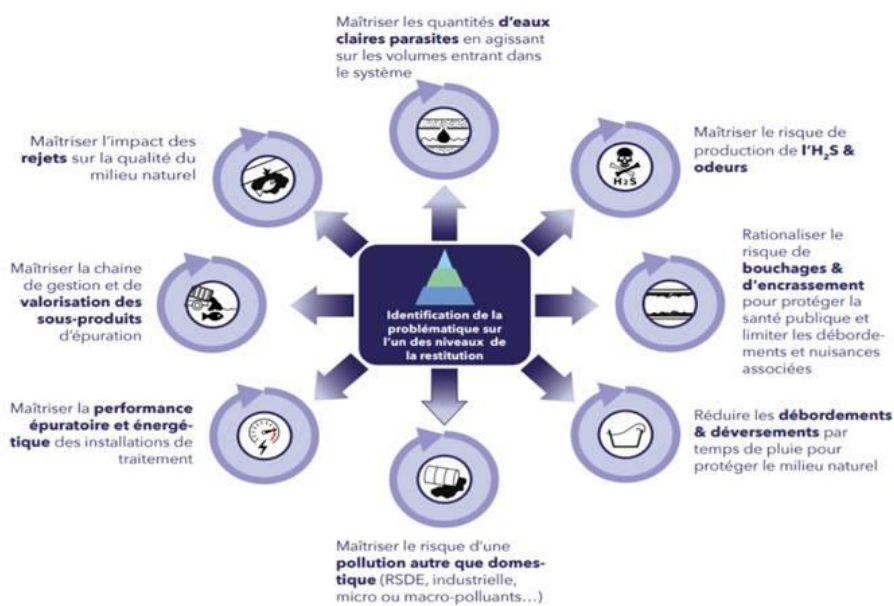 Maîtriser les quantités d'eaux
claires parasites en agissant
sur les volumes entrant dans
le système
Maîtriser le risque de
production de l'H₂S &
odeurs
H2S
Rationaliser le
risque de
bouchages &
d'encrassement
pour protéger la
santé publique et
limiter les déborde-
ments et nuisances
associées
Réduire les débordements
& déversements par
temps de pluie pour
protéger le milieu naturel
Maîtriser le risque d'une
pollution autre que domes-
tique (RSDE, industrielle,
micro ou macro-polluants...)
Maîtriser la performance
épuratoire et énergé-
tique des installations de
traitement
Maîtriser la chaine
de gestion et de
valorisation des
sous-produits
d'épuration
Maîtriser l'impact des
rejets sur la qualité du
milieu naturel
Identification de la
problématique sur
l'un des niveaux de
la restitution